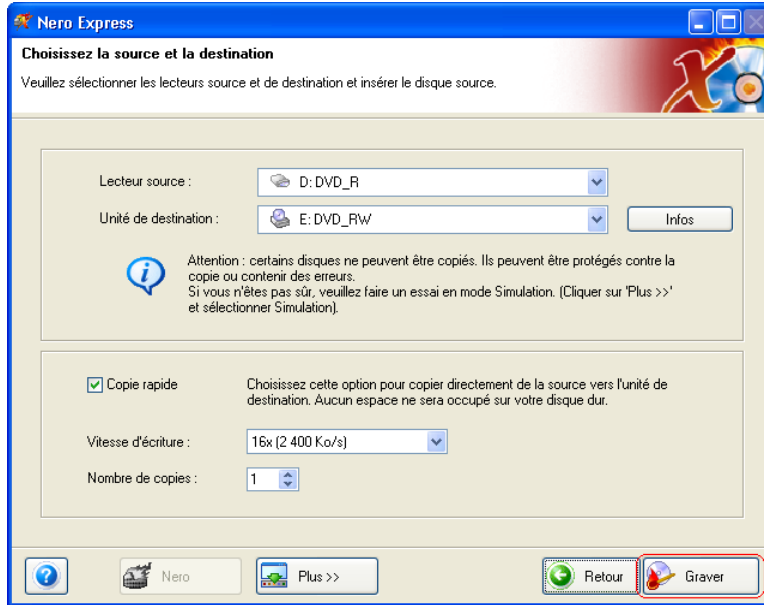 Nero Express
Choisissez la source et la destination
Veuillez sélectionner les lecteurs source et de destination et insérer le disque source.
Lecteur source :
D: DVD_R
Unité de destination :
E: DVD_RW
Infos
Attention : certains disques ne peuvent être copiés. Ils peuvent être protégés contre la
copie ou contenir des erreurs.
Si vous n'êtes pas sûr, veuillez faire un essai en mode Simulation. (Cliquer sur 'Plus >>'
et sélectionner Simulation).
Copie rapide
Choisissez cette option pour copier directement de la source vers l'unité de
destination. Aucun espace ne sera occupé sur votre disque dur.
Vitesse d'écriture :
16x (2 400 Ko/s)
Nombre de copies :
1
Nero
Plus >>
Retour
Graver